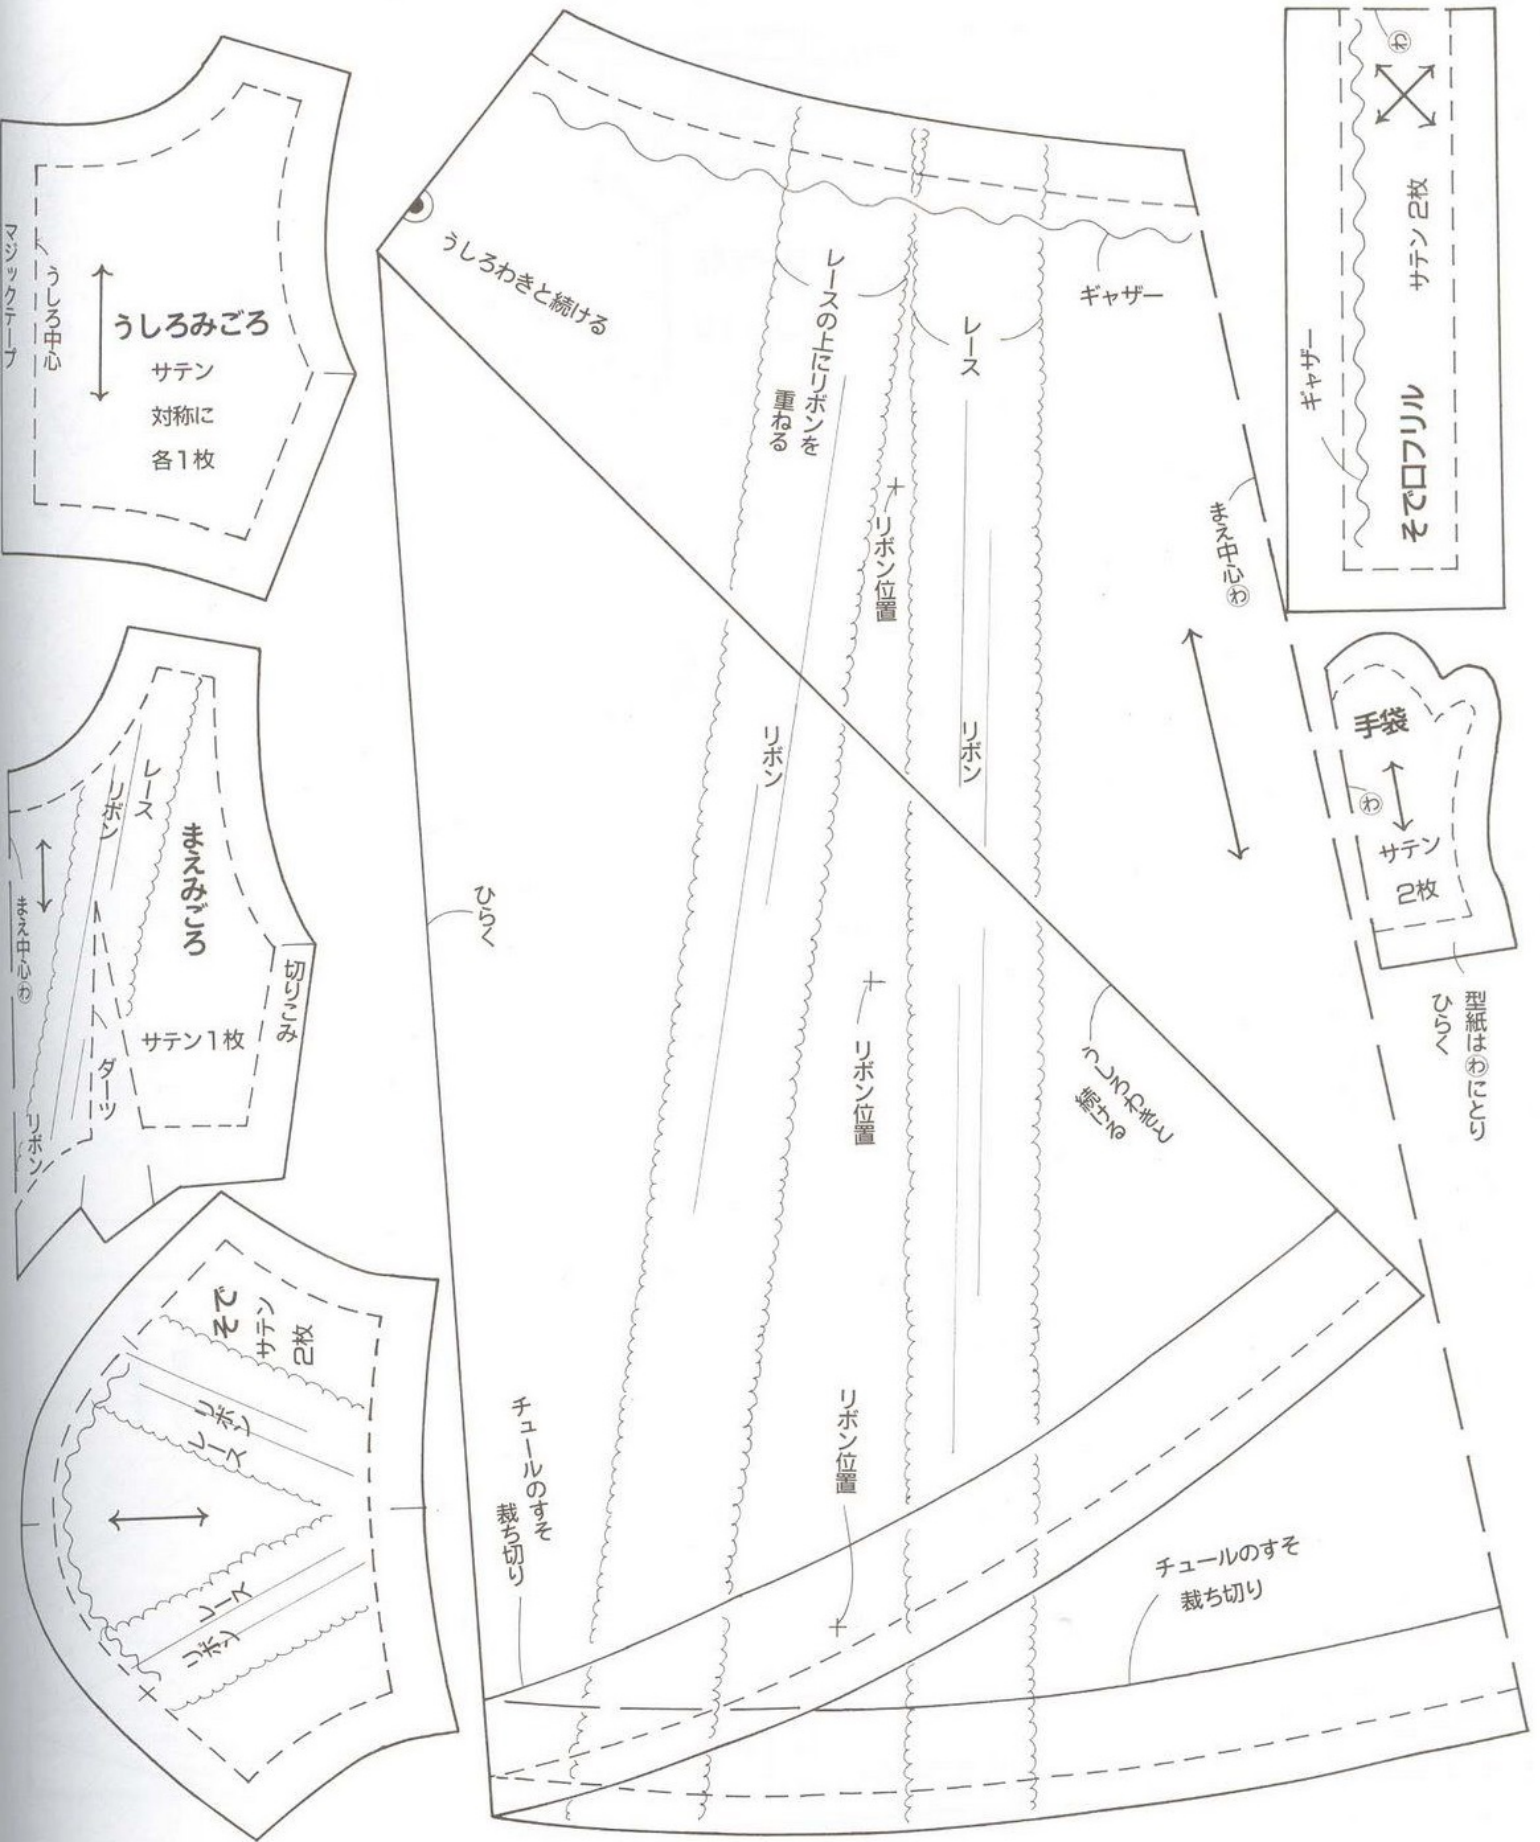 マジックテープ
うしろ中心
うしろみごろ
サテン
対称に
各1枚
レース
リボン
まえみごろ
まえ中心わ
切りこみ
サテン1枚
ダーツ
リボン
そで
サテン
2枚
リボン
レース
レース
リボン
うしろわきと続ける
レースの上にリボンを
重ねる
レース
ギャザー
リボン位置
まえ中心わ
リボン
リボン
ひらく
リボン位置
うしろわきと
続ける
リボン位置
チュールのすそ
裁ち切り
チュールのすそ
裁ち切り
わ
サテン 2枚
ギャザー
そで口フリル
手袋
わ
サテン
2枚
型紙はわにとり
ひらく